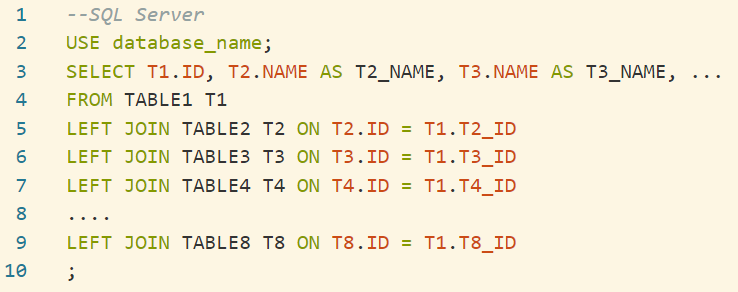 1 --SQL Server
2 USE database_name;
3 SELECT T1.ID, T2.NAME AS T2_NAME, T3.NAME AS T3_NAME, ...
4 FROM TABLE1 T1
5 LEFT JOIN TABLE2 T2 ON T2.ID = T1.T2_ID
6 LEFT JOIN TABLE3 T3 ON T3.ID = T1.T3_ID
7 LEFT JOIN TABLE4 T4 ON T4.ID = T1.T4_ID
8 ....
9 LEFT JOIN TABLE8 T8 ON T8.ID = T1.T8_ID
10 ;